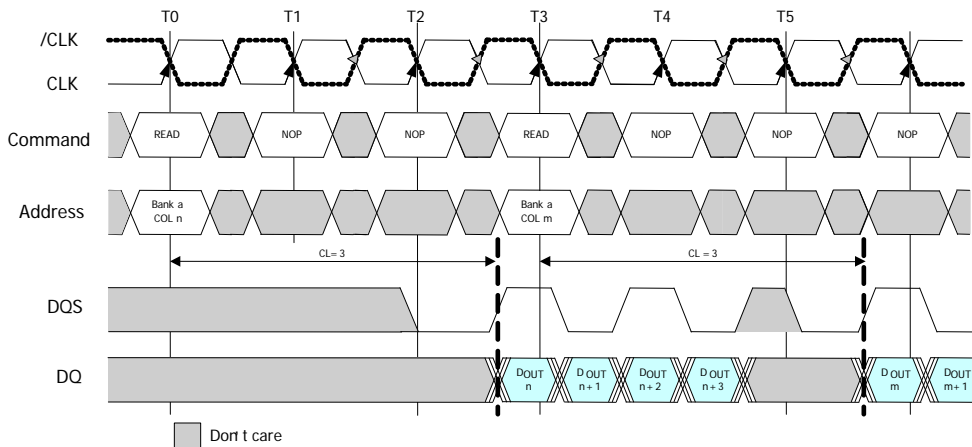 T0 T1 T2 T3 T4 T5
/CLK
CLK
Command READ NOP NOP READ NOP NOP NOP
Address Bank a COL n Bank a COL m
CL= 3 CL = 3
DQS
DQ DOUT n DOUT n + 1 DOUT n + 2 DOUT n + 3 DOUT m DOUT m + 1
Don't care